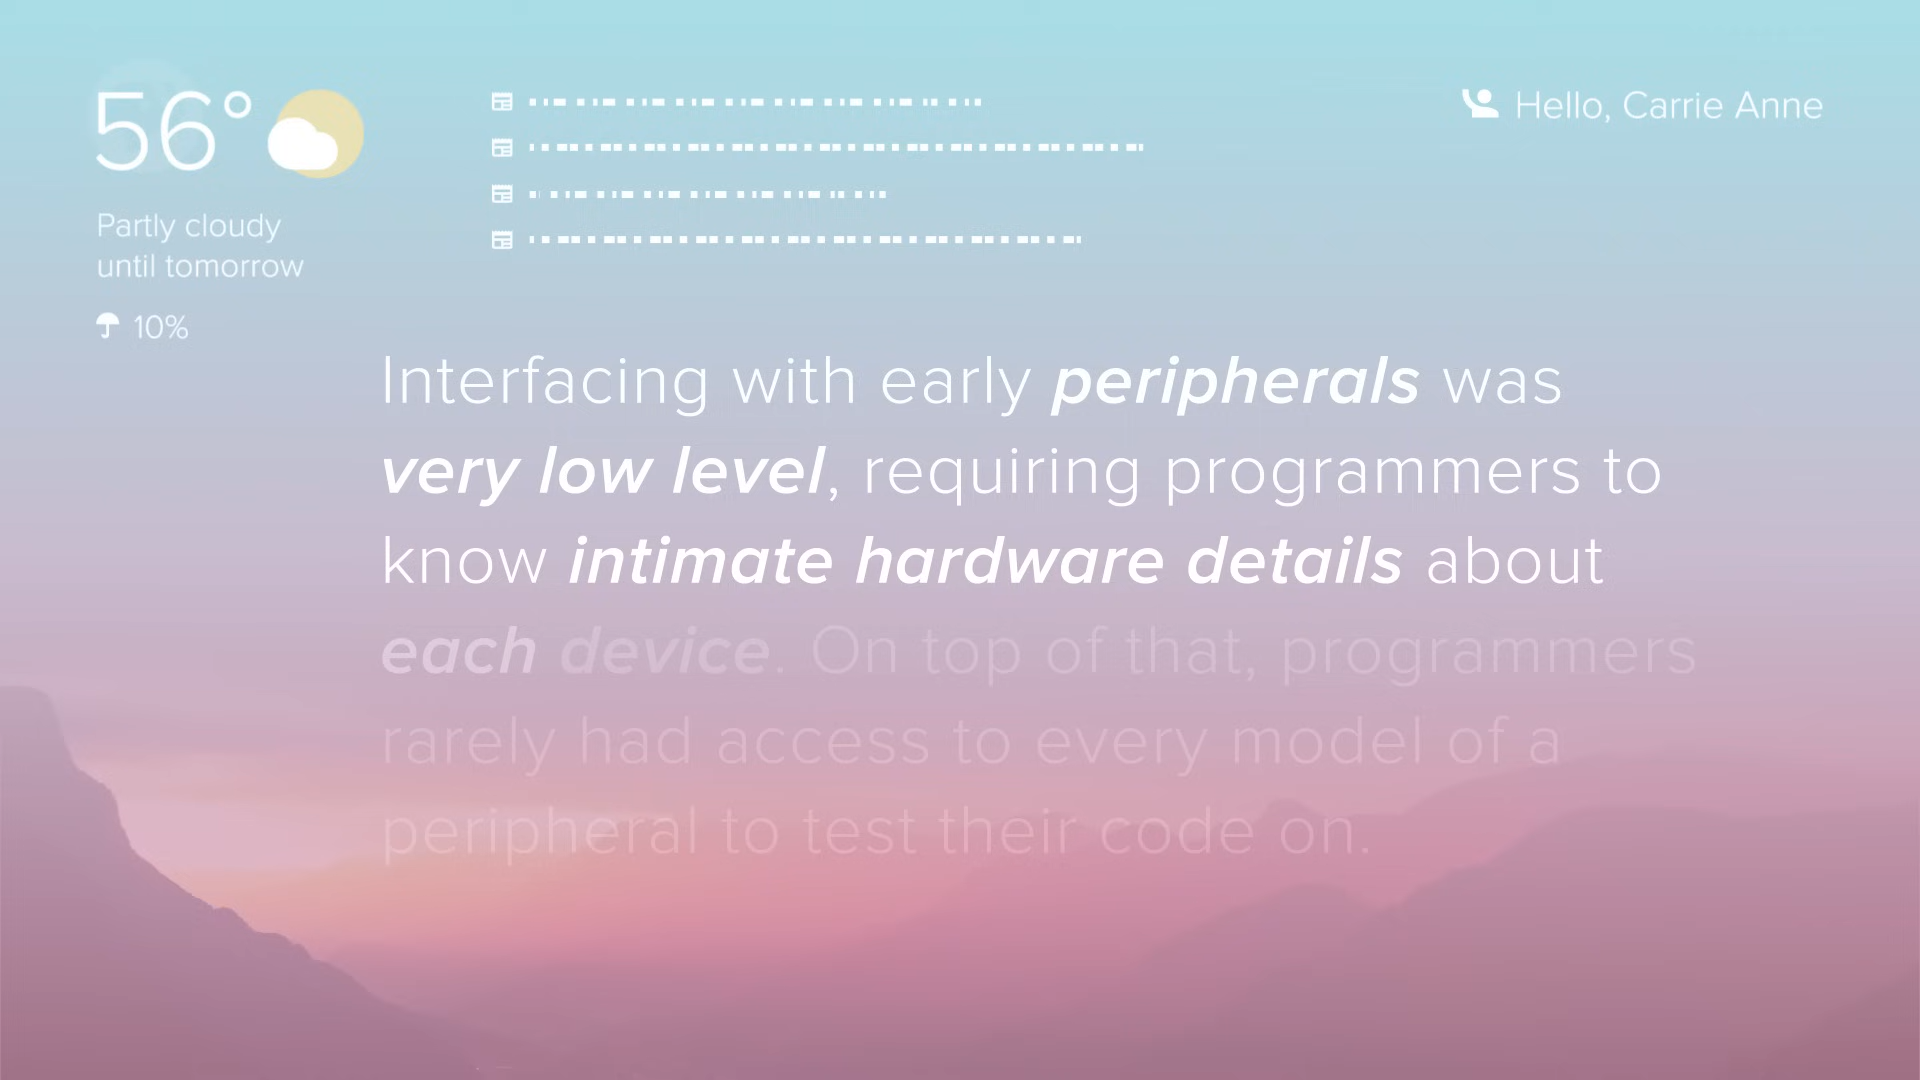 56°
Partly cloudy
until tomorrow
10%
Hello, Carrie Anne
Interfacing with early peripherals was
very low level, requiring programmers to
know intimate hardware details about
each device. On top of that, programmers
rarely had access to every model of a
peripheral to test their code on.